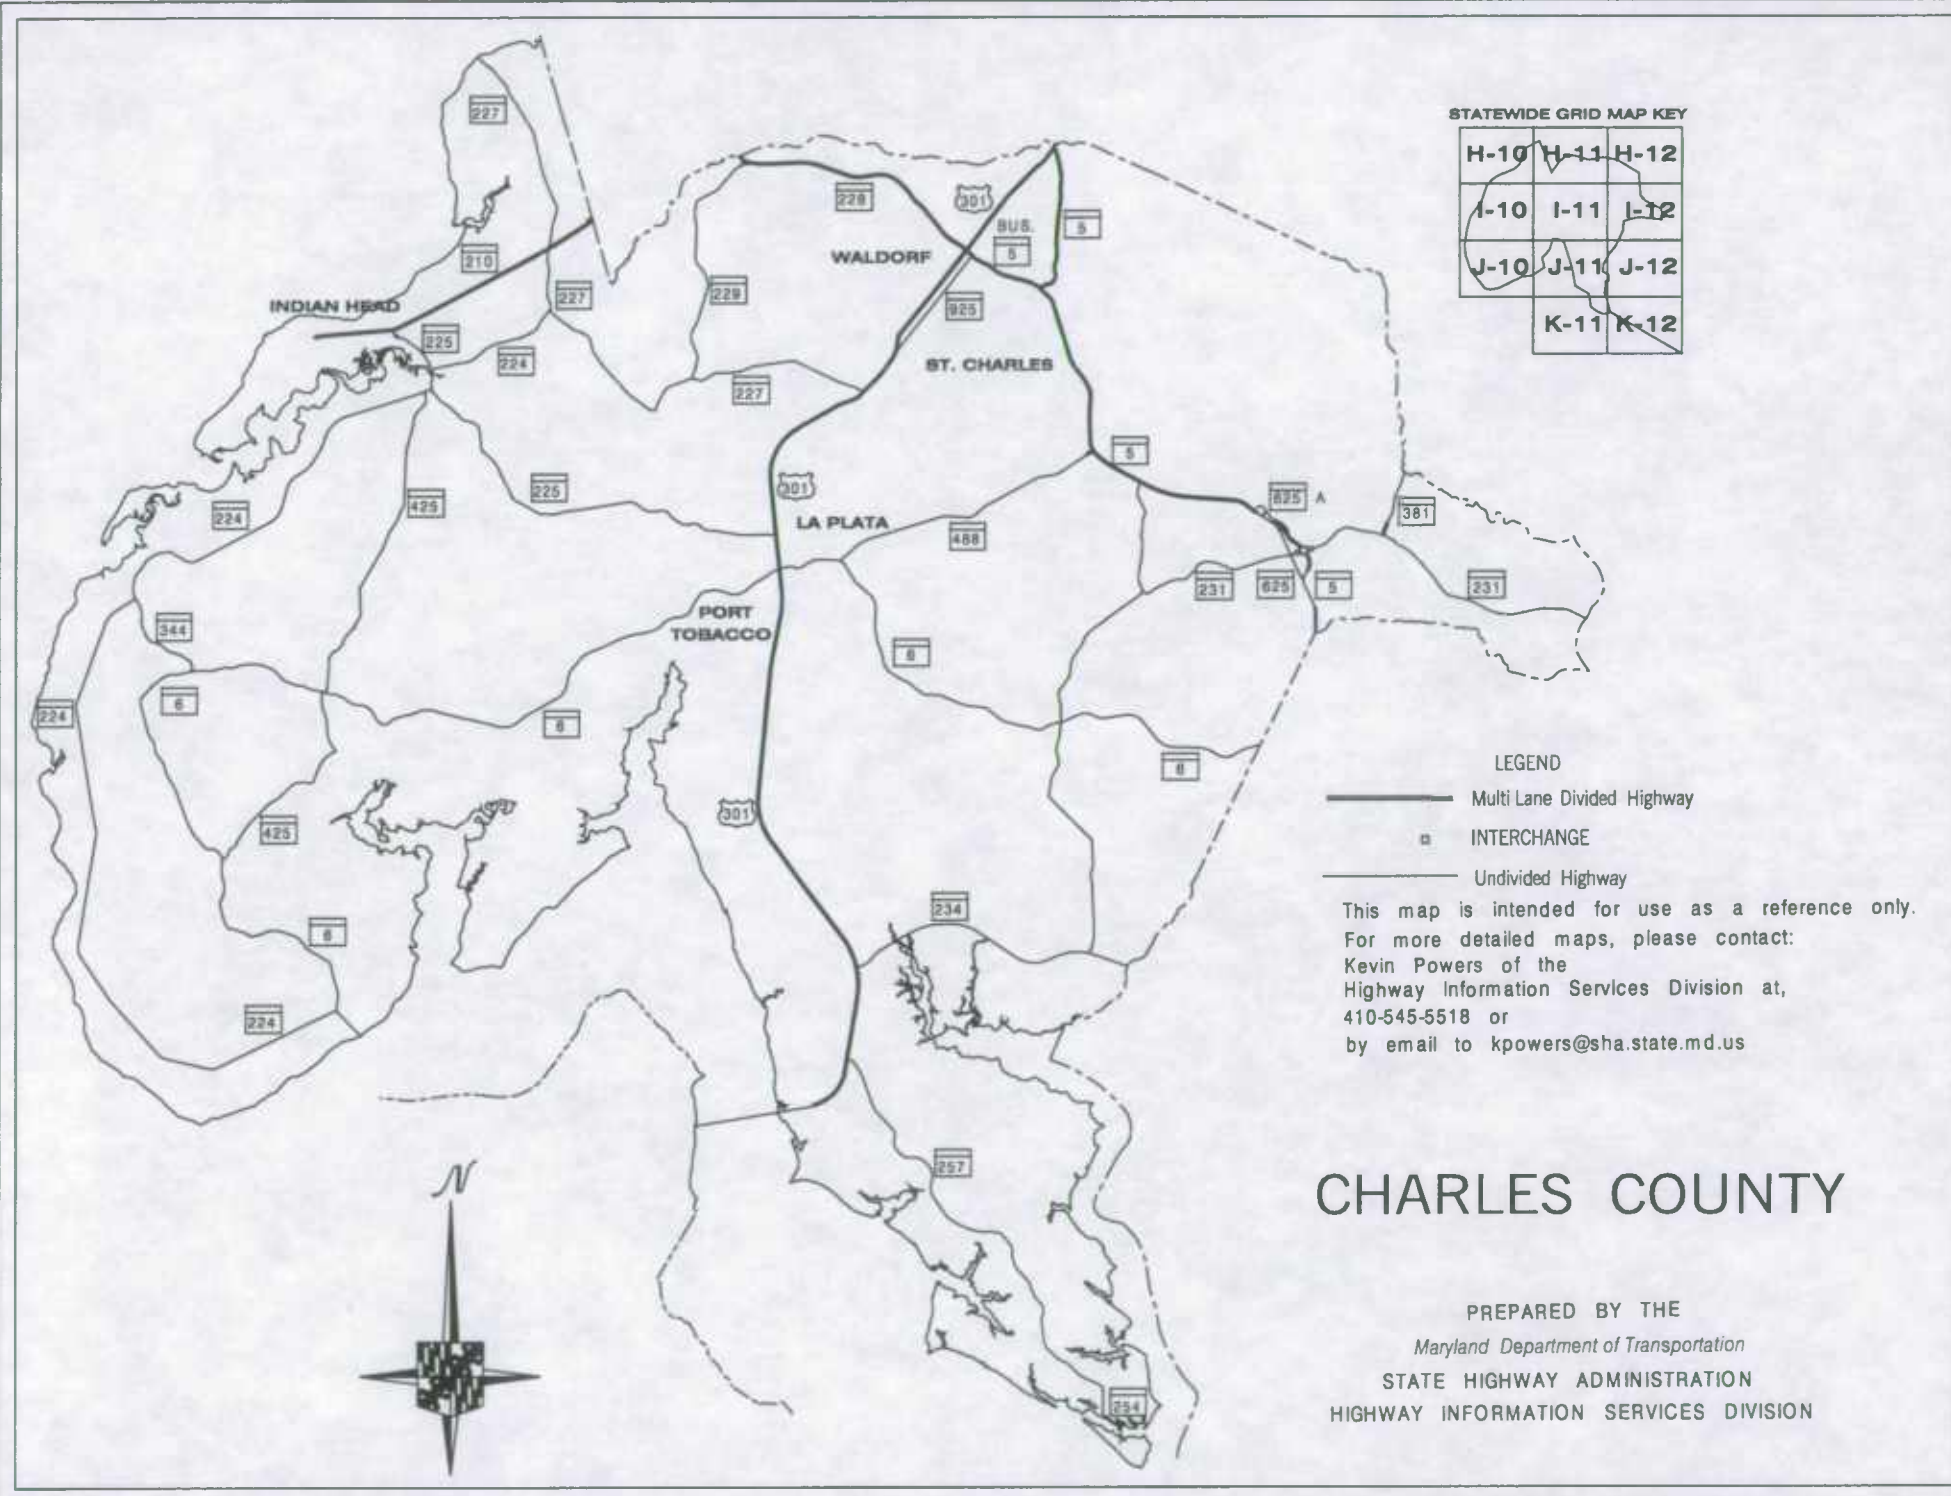 STATEWIDE GRID MAP KEY
H-10 H-11 H-12
I-10 I-11 I-12
J-10 J-11 J-12
K-11 K-12
227
228
301
BUS.
5
5
WALDORF
210
227
229
INDIAN HEAD
925
225
224
ST. CHARLES
227
5
225
301
625 A
224
425
LA PLATA
381
488
231
625
5
231
PORT
TOBACCO
344
6
6
224
6
6
301
425
LEGEND
Multi Lane Divided Highway
INTERCHANGE
Undivided Highway
234
6
224
This map is intended for use as a reference only.
For more detailed maps, please contact:
Kevin Powers of the
Highway Information Services Division at,
410-545-5518 or
by email to kpowers@sha.state.md.us
257
N
254
CHARLES COUNTY
PREPARED BY THE
Maryland Department of Transportation
STATE HIGHWAY ADMINISTRATION
HIGHWAY INFORMATION SERVICES DIVISION